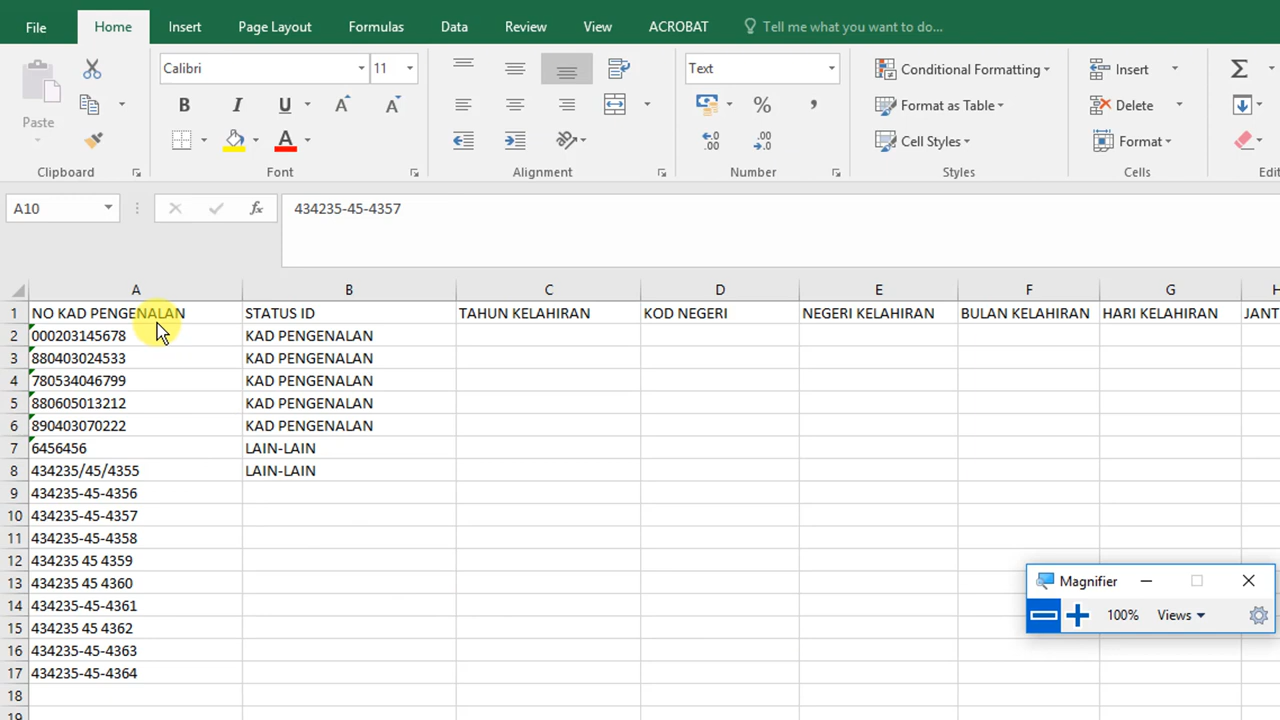 File Home Insert Page Layout Formulas Data Review View ACROBAT Tell me what you want to do...
Calibri 11 Text Conditional Formatting Insert
Paste B I U A A % , Format as Table Delete
A Cell Styles Format
Clipboard Font Alignment Number Styles Cells Edit
A10 fx 434235-45-4357
A B C D E F G H
1 NO KAD PENGENALAN STATUS ID TAHUN KELAHIRAN KOD NEGERI NEGERI KELAHIRAN BULAN KELAHIRAN HARI KELAHIRAN JANT
2 000203145678 KAD PENGENALAN
3 880403024533 KAD PENGENALAN
4 780534046799 KAD PENGENALAN
5 880605013212 KAD PENGENALAN
6 890403070222 KAD PENGENALAN
7 6456456 LAIN-LAIN
8 434235/45/4355 LAIN-LAIN
9 434235-45-4356
10 434235-45-4357
11 434235-45-4358
12 434235 45 4359
13 434235 45 4360
14 434235-45-4361
15 434235 45 4362
16 434235-45-4363
17 434235-45-4364
18
19
Magnifier
100% Views